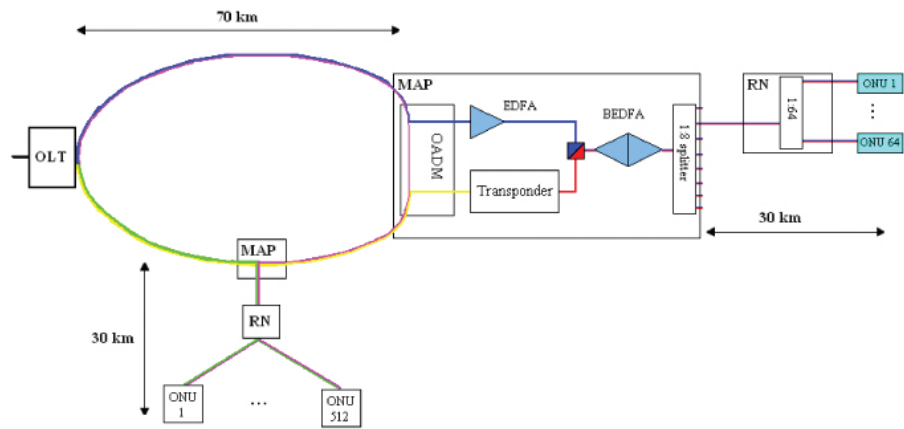 70 km
MAP
EDFA
BEDFA
OADM
Transponder
1:8 splitter
RN
1:64
ONU 1
...
ONU 64
30 km
OLT
MAP
30 km
RN
ONU
1
...
ONU
512